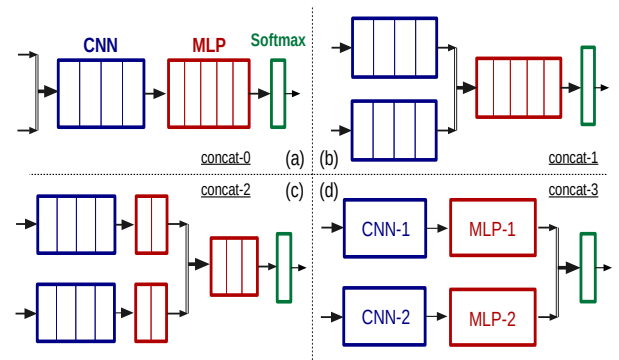 CNN MLP Softmax
concat-0 (a)
(b) concat-1
concat-2 (c)
(d) concat-3
CNN-1 MLP-1
CNN-2 MLP-2